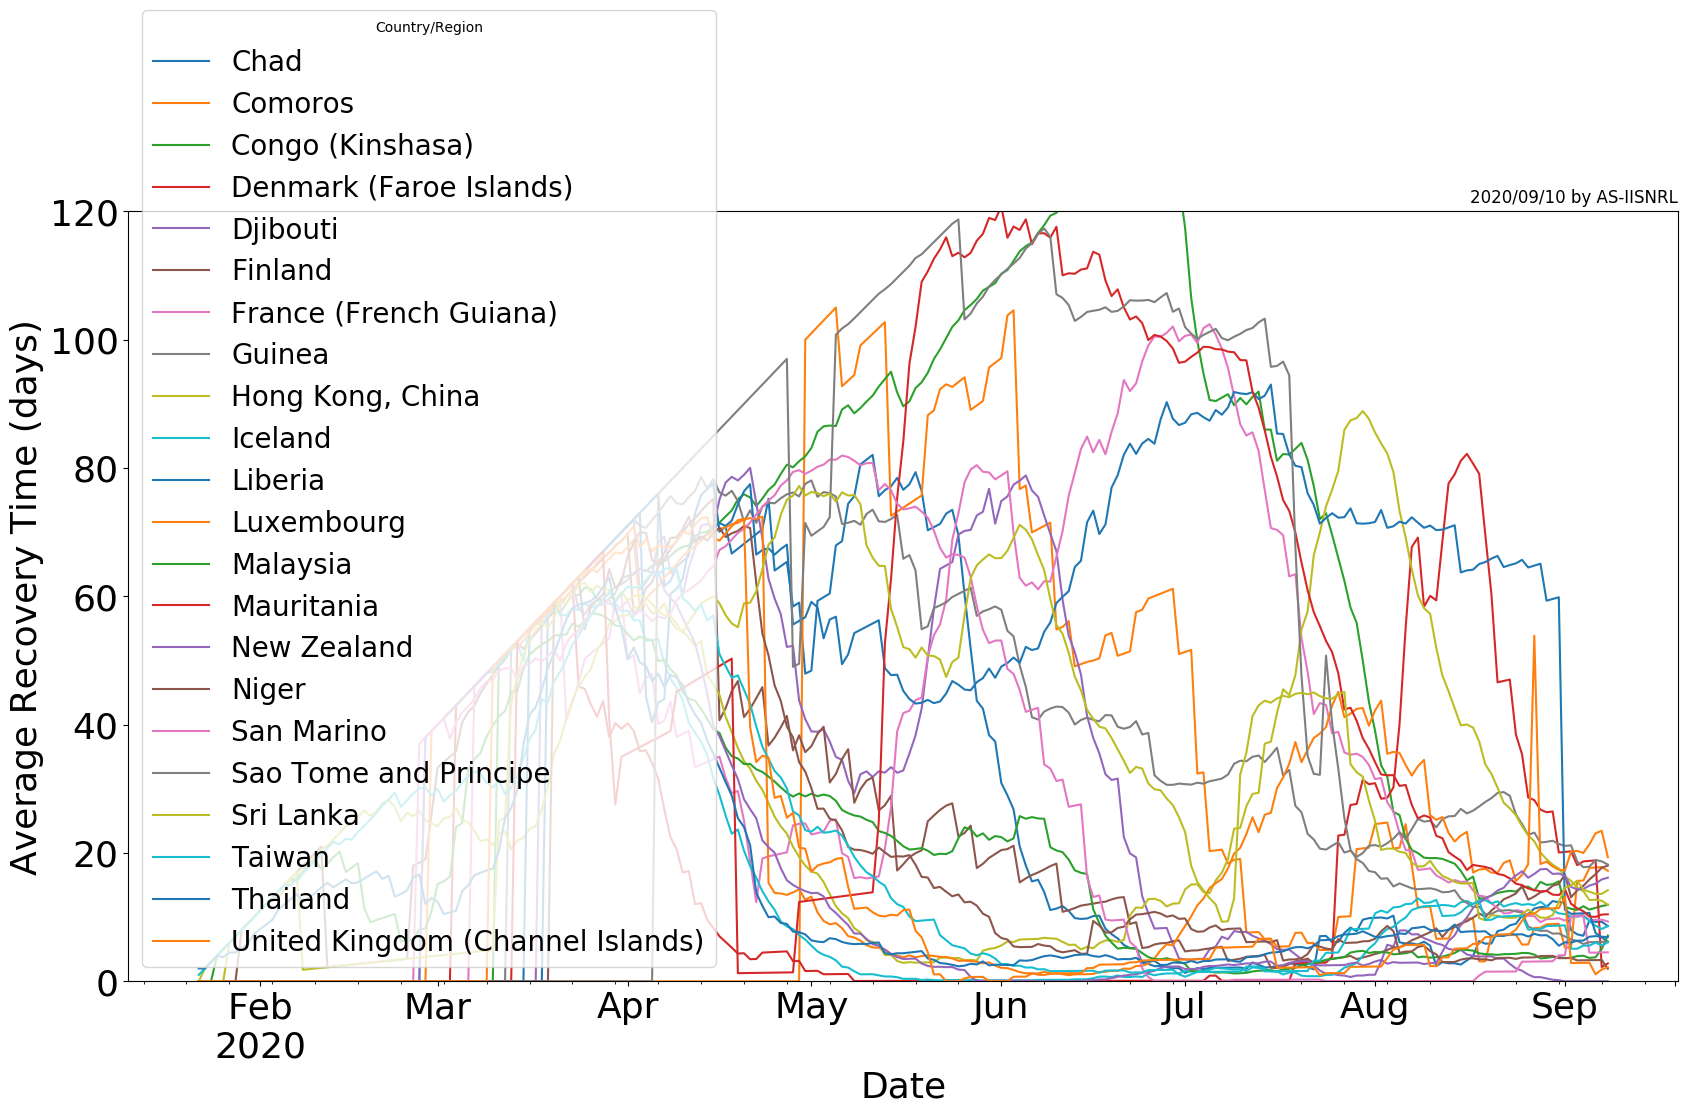 Country/Region
Chad
Comoros
Congo (Kinshasa)
Denmark (Faroe Islands)
Djibouti
Finland
France (French Guiana)
Guinea
Hong Kong, China
Iceland
Liberia
Luxembourg
Malaysia
Mauritania
New Zealand
Niger
San Marino
Sao Tome and Principe
Sri Lanka
Taiwan
Thailand
United Kingdom (Channel Islands)
2020/09/10 by AS-IISNRL
Average Recovery Time (days)
120
100
80
60
40
20
0
Feb Mar Apr May Jun Jul Aug Sep
2020
Date